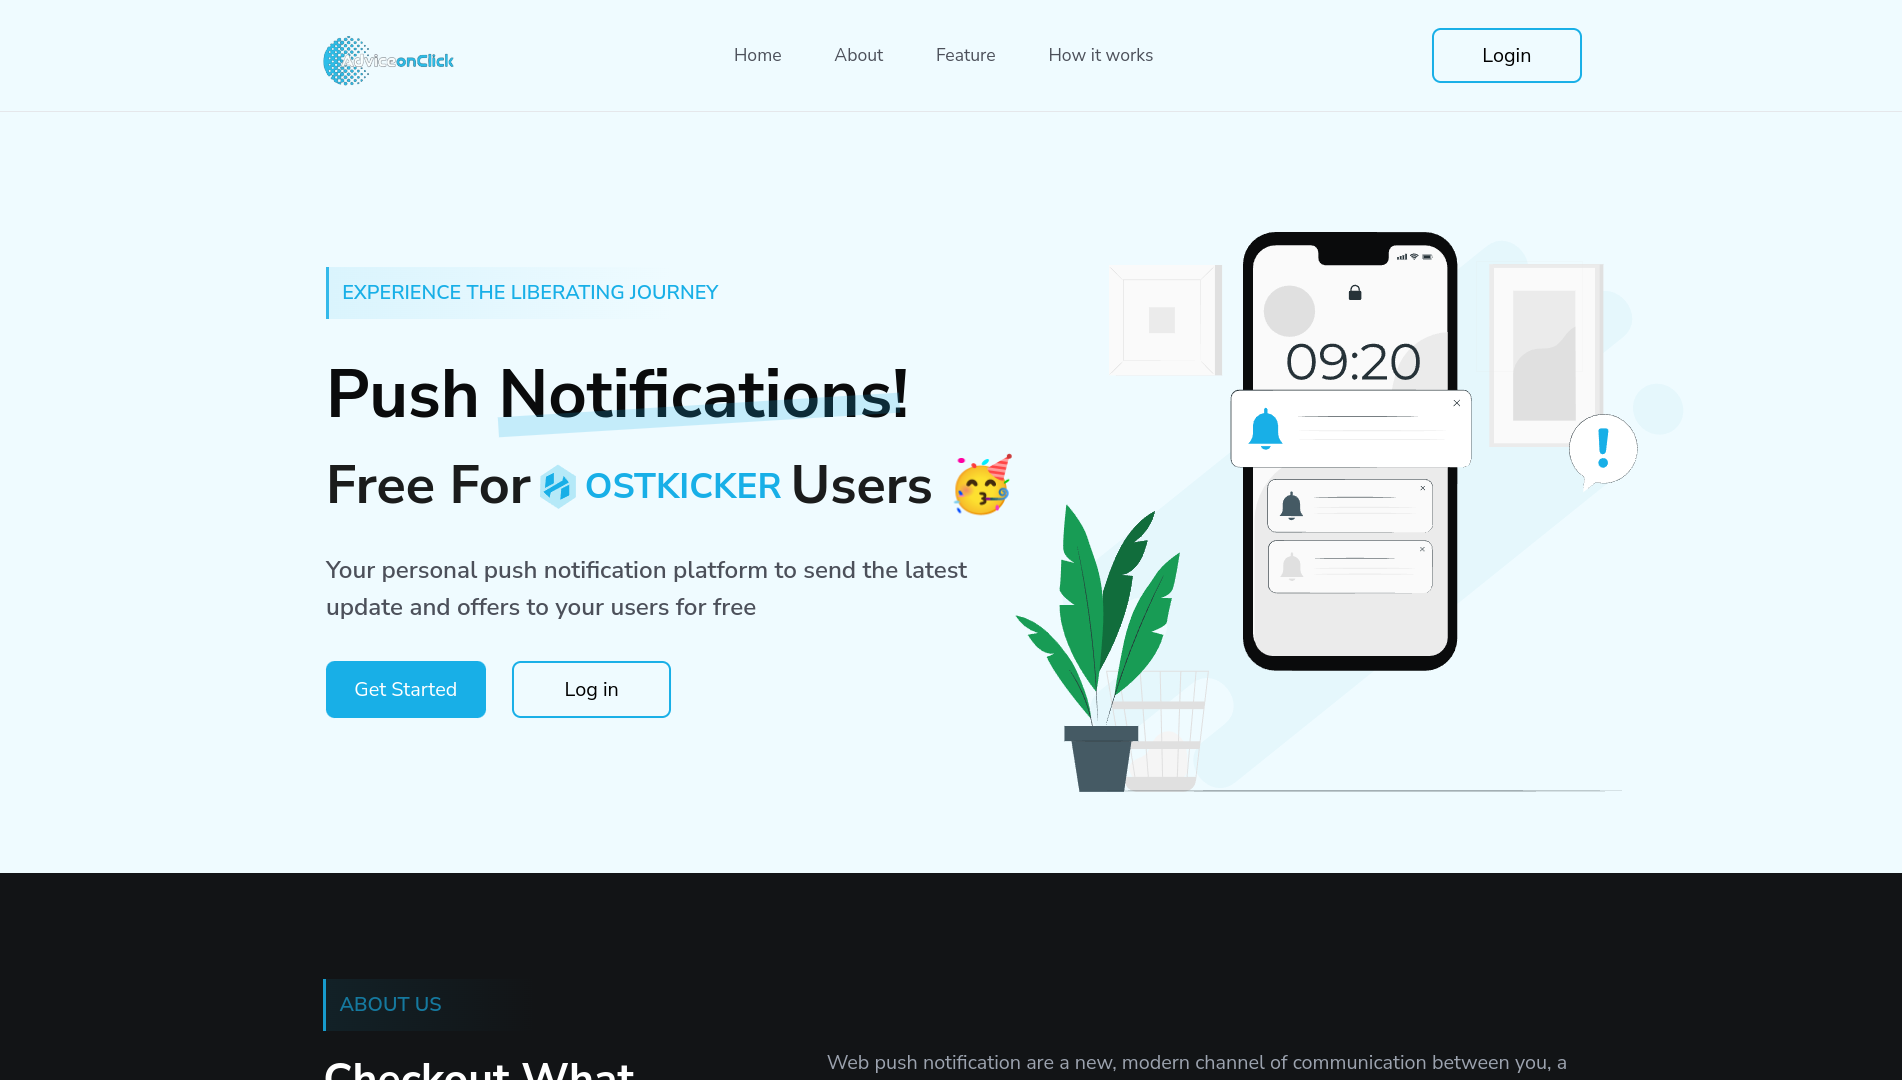 AdviceonClick
Home
About
Feature
How it works
Login
EXPERIENCE THE LIBERATING JOURNEY
Push Notifications!
Free For OSTKICKER Users 🥳
Your personal push notification platform to send the latest
update and offers to your users for free
Get Started
Log in
09:20
!
ABOUT US
Checkout What
Web push notification are a new, modern channel of communication between you, a